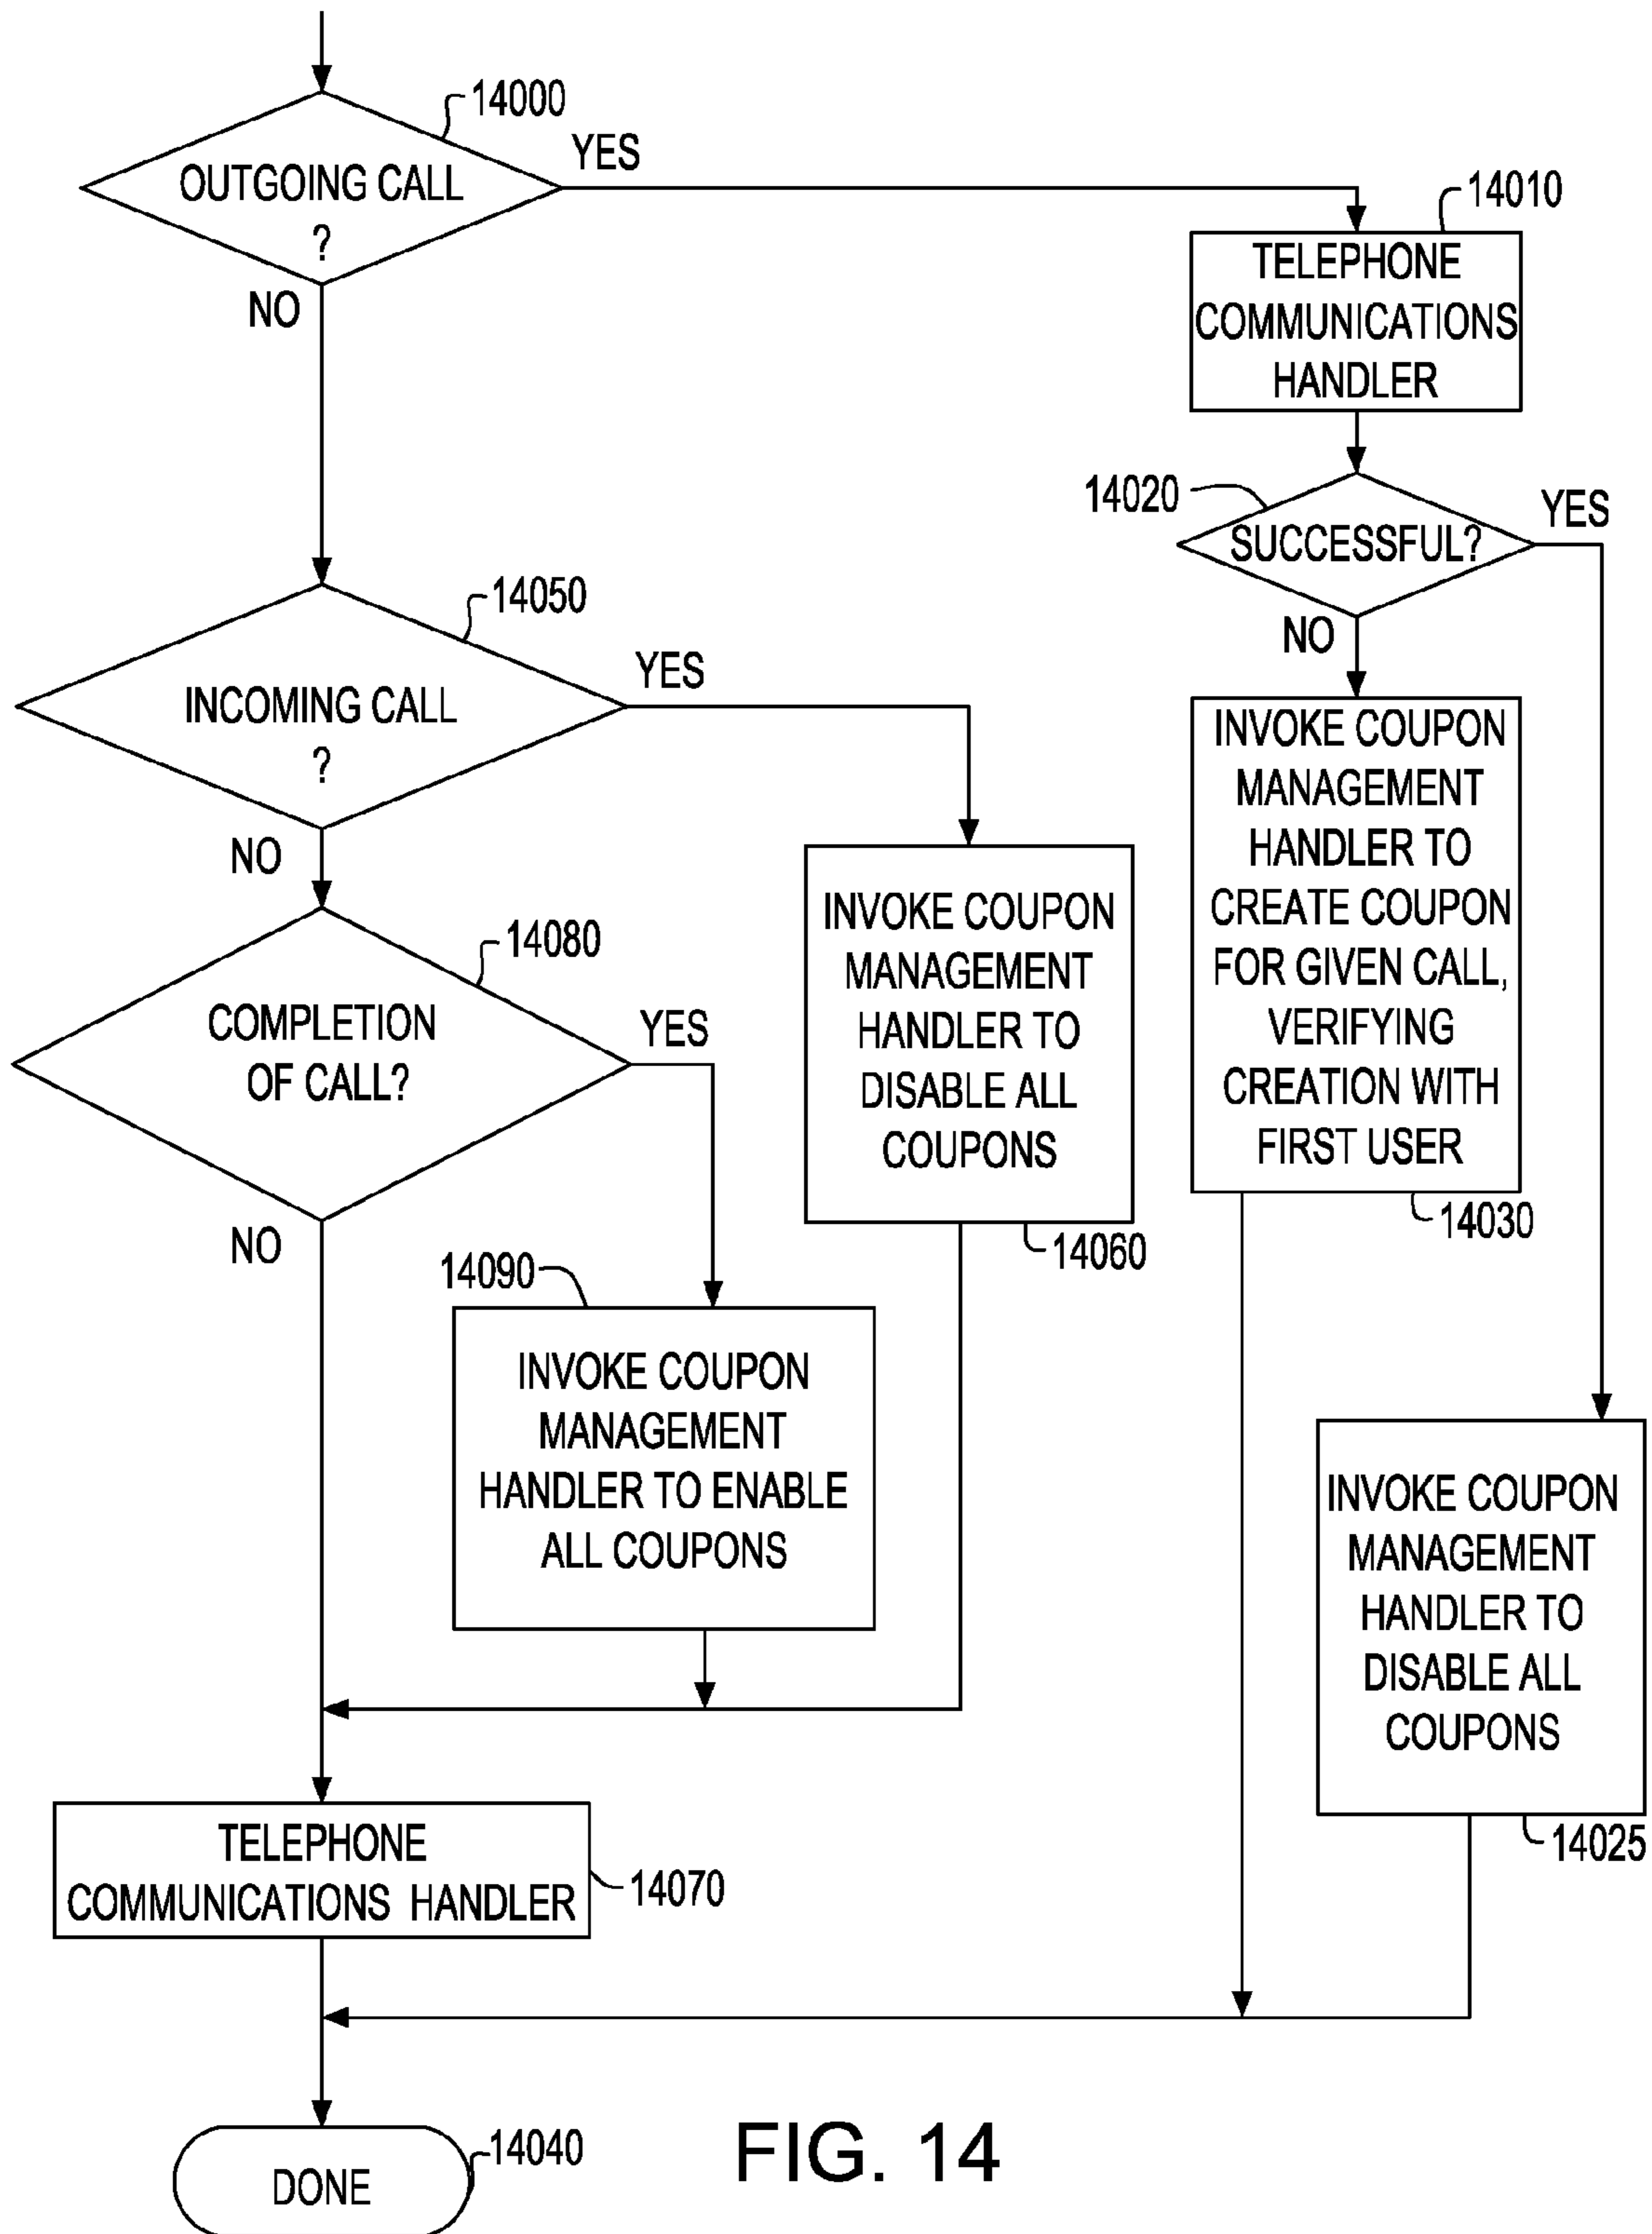 14000
OUTGOING CALL
?
YES
NO
14010
TELEPHONE
COMMUNICATIONS
HANDLER
14020
SUCCESSFUL?
YES
NO
14050
INCOMING CALL
?
YES
NO
INVOKE COUPON
MANAGEMENT
HANDLER TO
CREATE COUPON
FOR GIVEN CALL,
VERIFYING
CREATION WITH
FIRST USER
14030
14080
COMPLETION
OF CALL?
YES
NO
INVOKE COUPON
MANAGEMENT
HANDLER TO
DISABLE ALL
COUPONS
14060
14090
INVOKE COUPON
MANAGEMENT
HANDLER TO ENABLE
ALL COUPONS
INVOKE COUPON
MANAGEMENT
HANDLER TO
DISABLE ALL
COUPONS
14025
TELEPHONE
COMMUNICATIONS HANDLER
14070
14040
DONE
FIG. 14